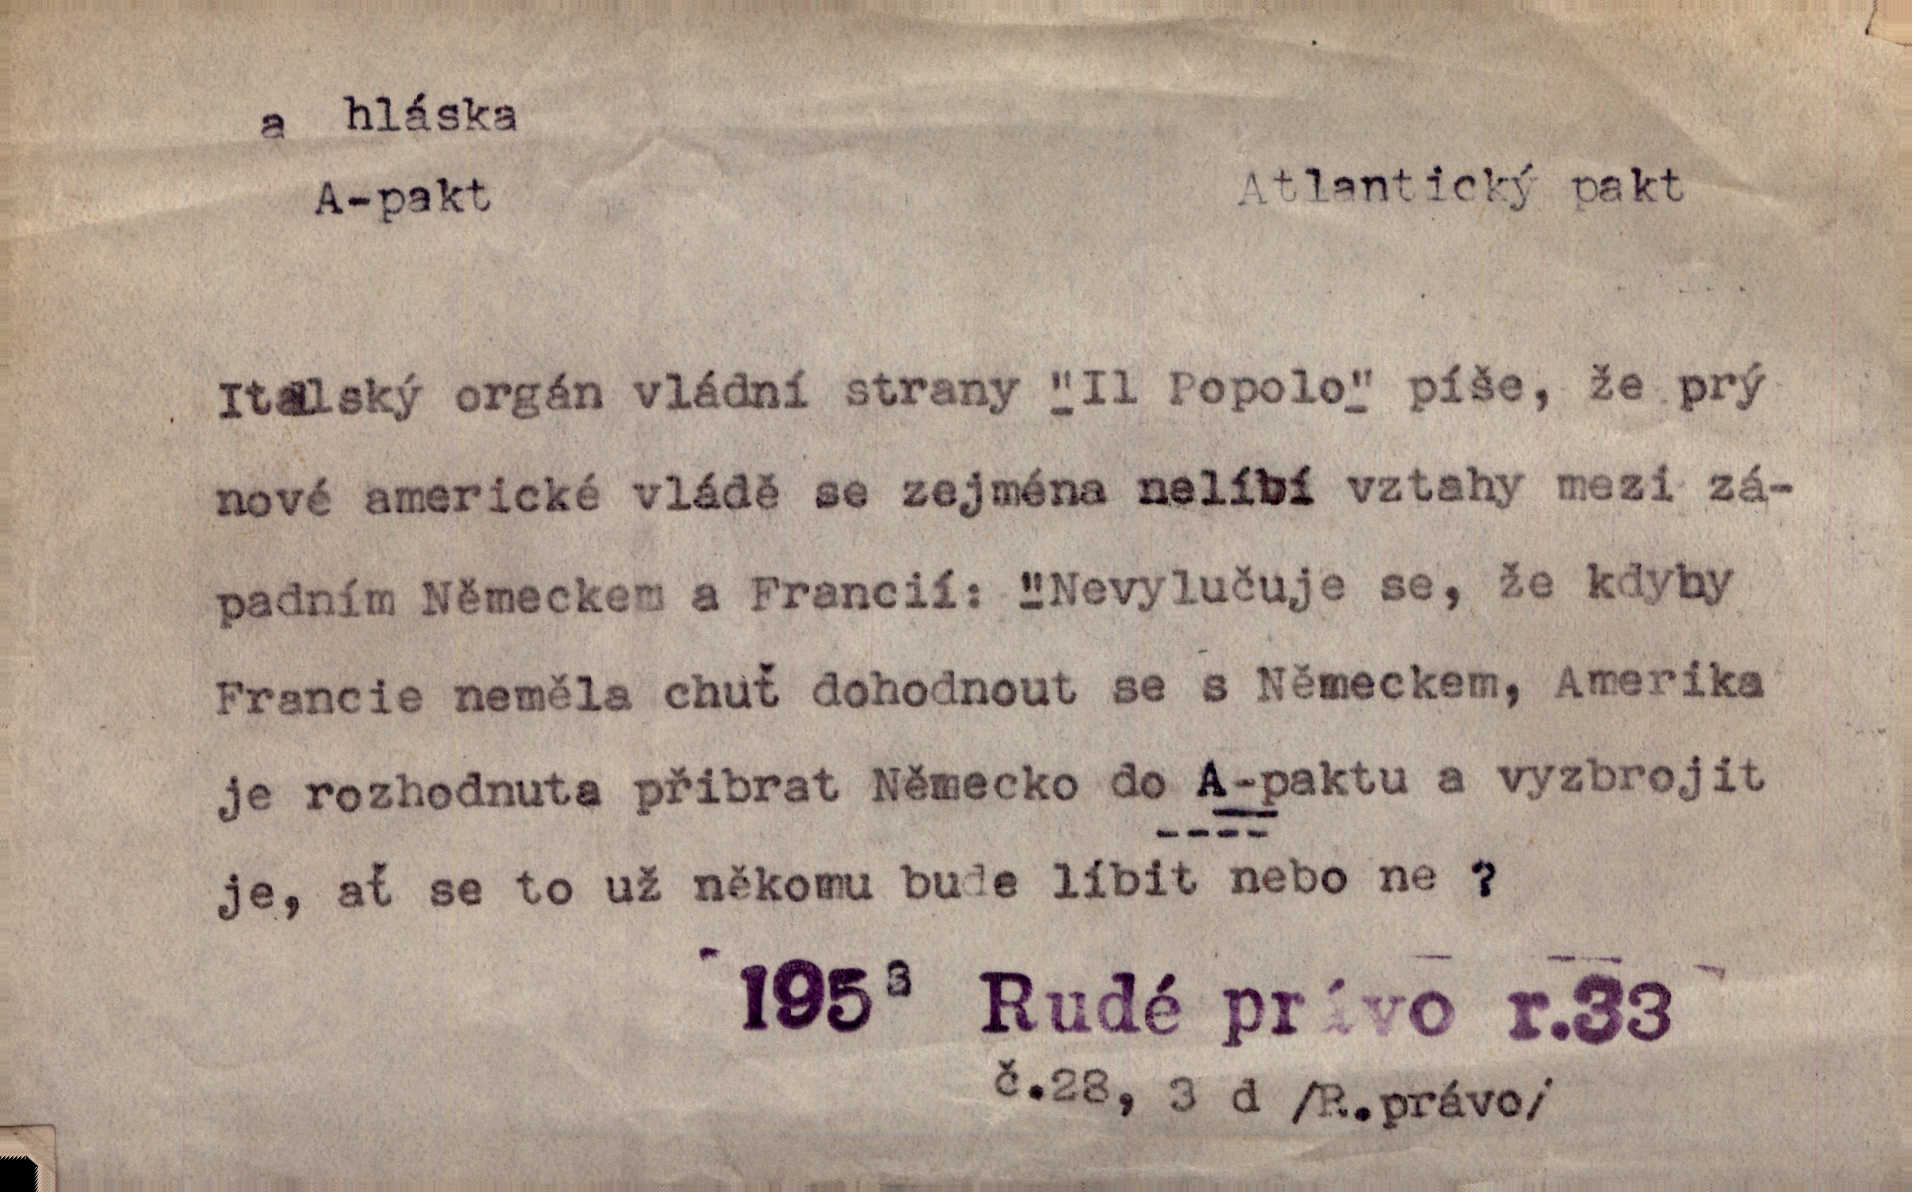 a hláska
A-pakt Atlantický pakt
Italský orgán vládní strany "Il Popolo" píše, že prý
nové americké vládě se zejména nelíbí vztahy mezi zá-
padním Německem a Francií: "Nevylučuje se, že kdyby
Francie neměla chuť dohodnout se s Německem, Amerika
je rozhodnuta přibrat Německo do A-paktu a vyzbrojit
je, ať se to už někomu bude líbit nebo ne ?
1953 Rudé právo r.33
č.28, 3 d /R.právo/